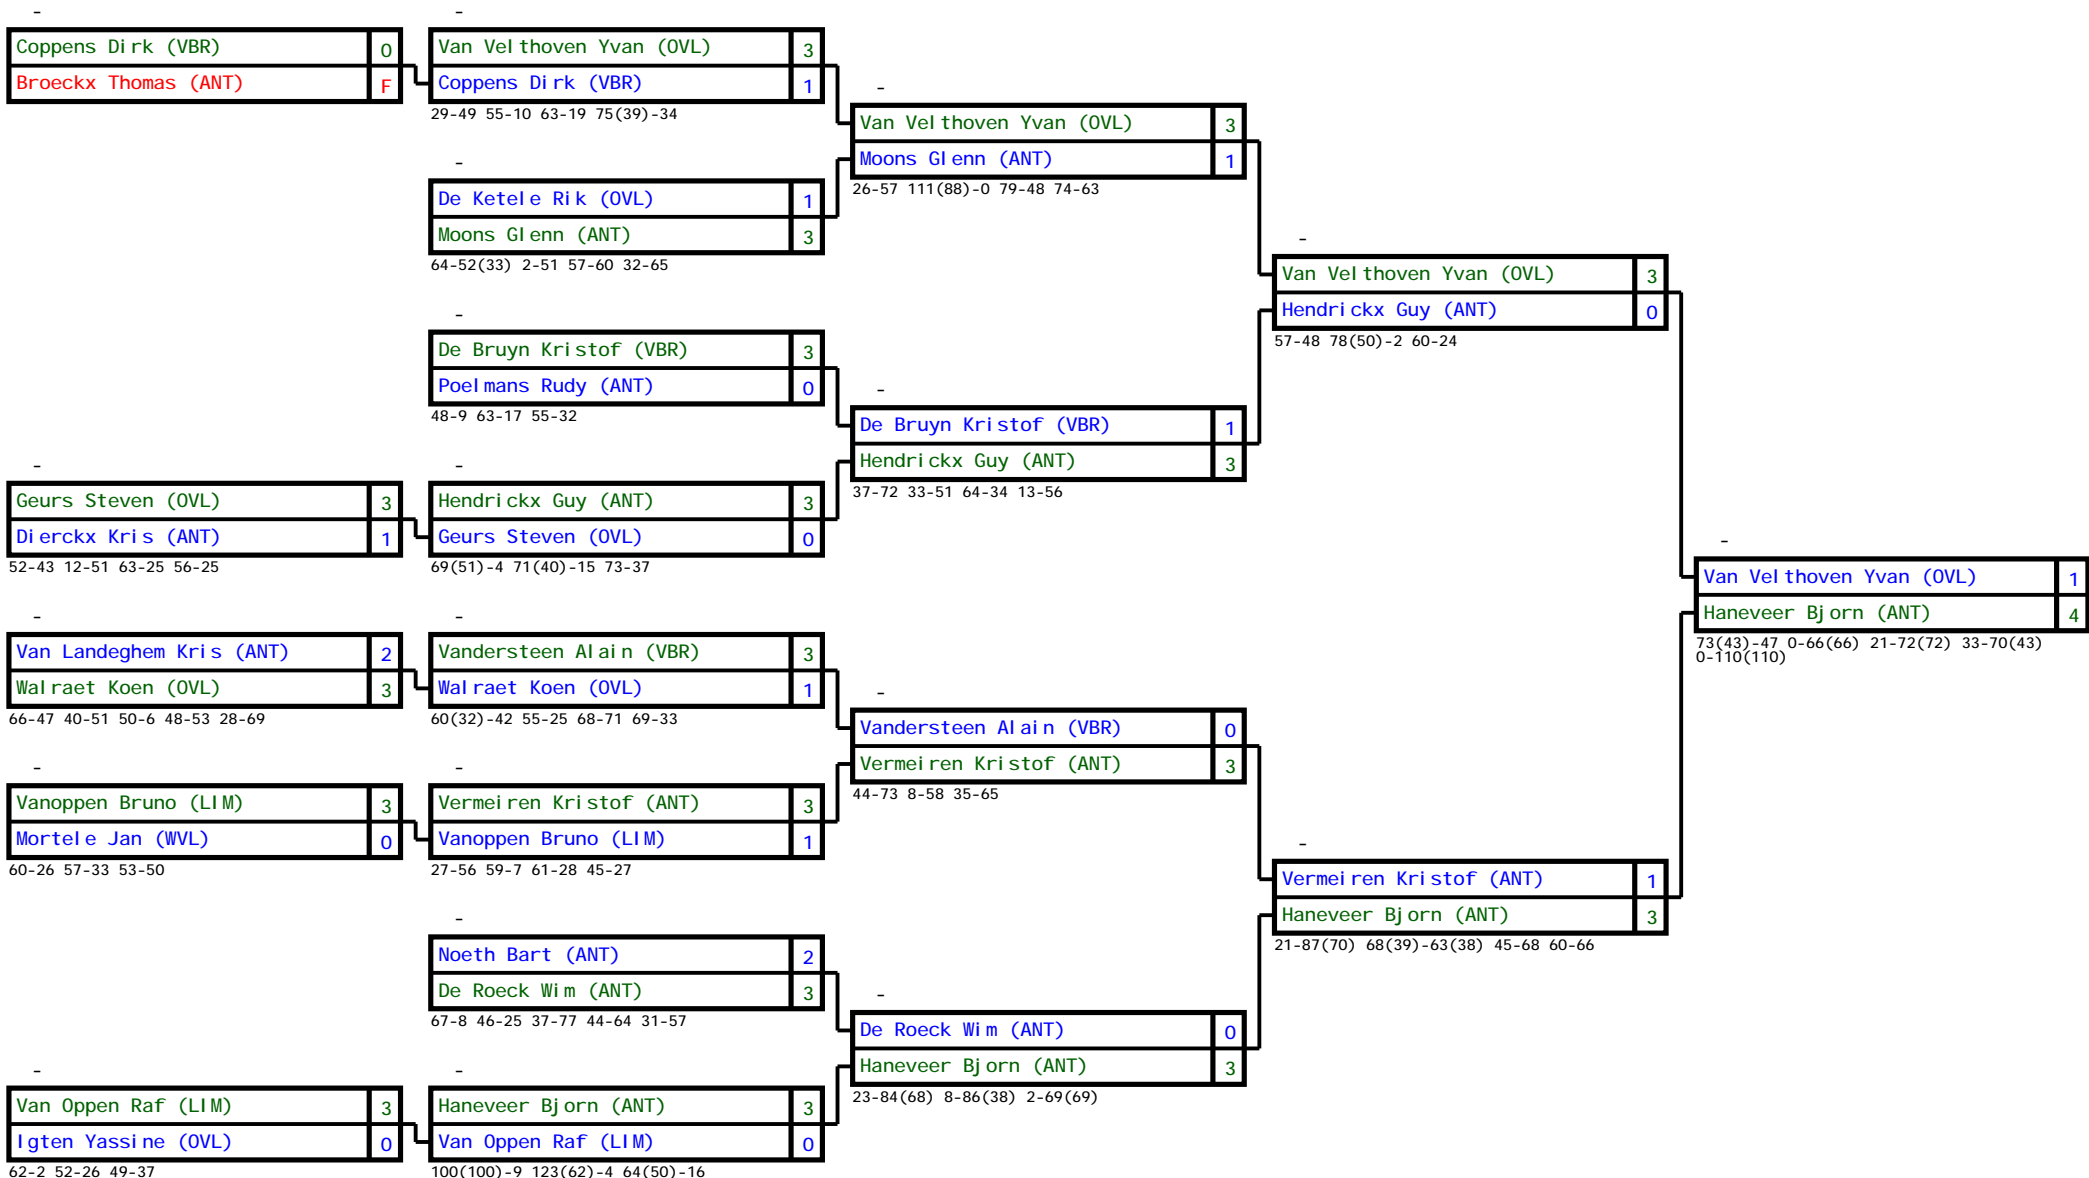 -
Coppens Dirk (VBR) 0
Broeckx Thomas (ANT) F
-
Geurs Steven (OVL) 3
Dierckx Kris (ANT) 1
52-43 12-51 63-25 56-25
-
Van Landeghem Kris (ANT) 2
Walraet Koen (OVL) 3
66-47 40-51 50-6 48-53 28-69
-
Vanoppen Bruno (LIM) 3
Mortele Jan (WVL) 0
60-26 57-33 53-50
-
Van Oppen Raf (LIM) 3
Igten Yassine (OVL) 0
62-2 52-26 49-37
-
Van Velthoven Yvan (OVL) 3
Coppens Dirk (VBR) 1
29-49 55-10 63-19 75(39)-34
-
De Ketele Rik (OVL) 1
Moons Glenn (ANT) 3
64-52(33) 2-51 57-60 32-65
-
De Bruyn Kristof (VBR) 3
Poelmans Rudy (ANT) 0
48-9 63-17 55-32
-
Hendrickx Guy (ANT) 3
Geurs Steven (OVL) 0
69(51)-4 71(40)-15 73-37
-
Vandersteen Alain (VBR) 3
Walraet Koen (OVL) 1
60(32)-42 55-25 68-71 69-33
-
Vermeiren Kristof (ANT) 3
Vanoppen Bruno (LIM) 1
27-56 59-7 61-28 45-27
-
Noeth Bart (ANT) 2
De Roeck Wim (ANT) 3
67-8 46-25 37-77 44-64 31-57
-
Haneveer Bjorn (ANT) 3
Van Oppen Raf (LIM) 0
100(100)-9 123(62)-4 64(50)-16
-
Van Velthoven Yvan (OVL) 3
Moons Glenn (ANT) 1
26-57 111(88)-0 79-48 74-63
-
De Bruyn Kristof (VBR) 1
Hendrickx Guy (ANT) 3
37-72 33-51 64-34 13-56
-
Vandersteen Alain (VBR) 0
Vermeiren Kristof (ANT) 3
44-73 8-58 35-65
-
De Roeck Wim (ANT) 0
Haneveer Bjorn (ANT) 3
23-84(68) 8-86(38) 2-69(69)
-
Van Velthoven Yvan (OVL) 3
Hendrickx Guy (ANT) 0
57-48 78(50)-2 60-24
-
Vermeiren Kristof (ANT) 1
Haneveer Bjorn (ANT) 3
21-87(70) 68(39)-63(38) 45-68 60-66
-
Van Velthoven Yvan (OVL) 1
Haneveer Bjorn (ANT) 4
73(43)-47 0-66(66) 21-72(72) 33-70(43)
0-110(110)